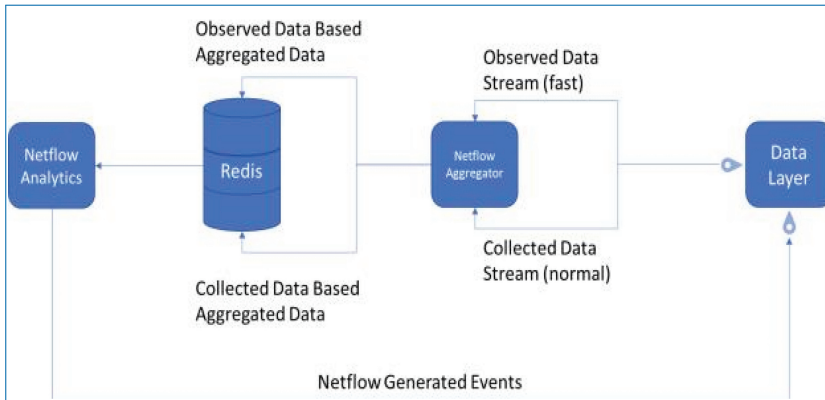 Observed Data Based
Aggregated Data
Observed Data
Stream (fast)
Netflow
Analytics
Redis
Netflow
Aggregator
Data
Layer
Collected Data
Stream (normal)
Collected Data Based
Aggregated Data
Netflow Generated Events